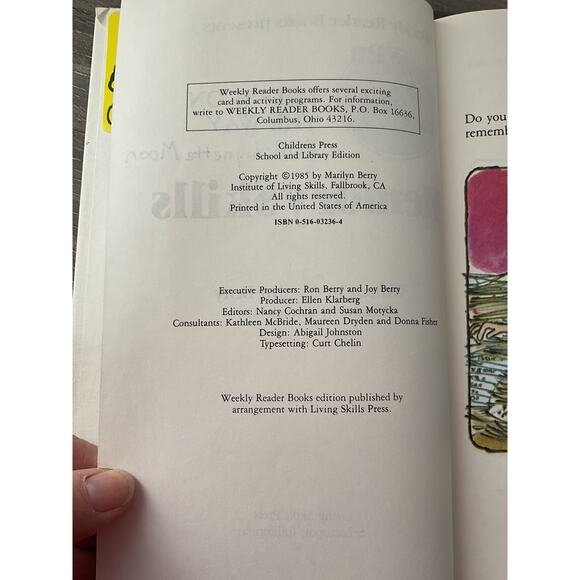 Weekly Reader Books offers several exciting
card and activity programs. For information,
write to WEEKLY READER BOOKS, P.O. Box 16636,
Columbus, Ohio 43216.
Childrens Press
School and Library Edition
Copyright ©1985 by Marilyn Berry
Institute of Living Skills, Fallbrook, CA
All rights reserved.
Printed in the United States of America
ISBN 0-516-03236-4
Executive Producers: Ron Berry and Joy Berry
Producer: Ellen Klarberg
Editors: Nancy Cochran and Susan Motycka
Consultants: Kathleen McBride, Maureen Dryden and Donna Fisher
Design: Abigail Johnston
Typesetting: Curt Chelin
Weekly Reader Books edition published by
arrangement with Living Skills Press.
Do you
rememb